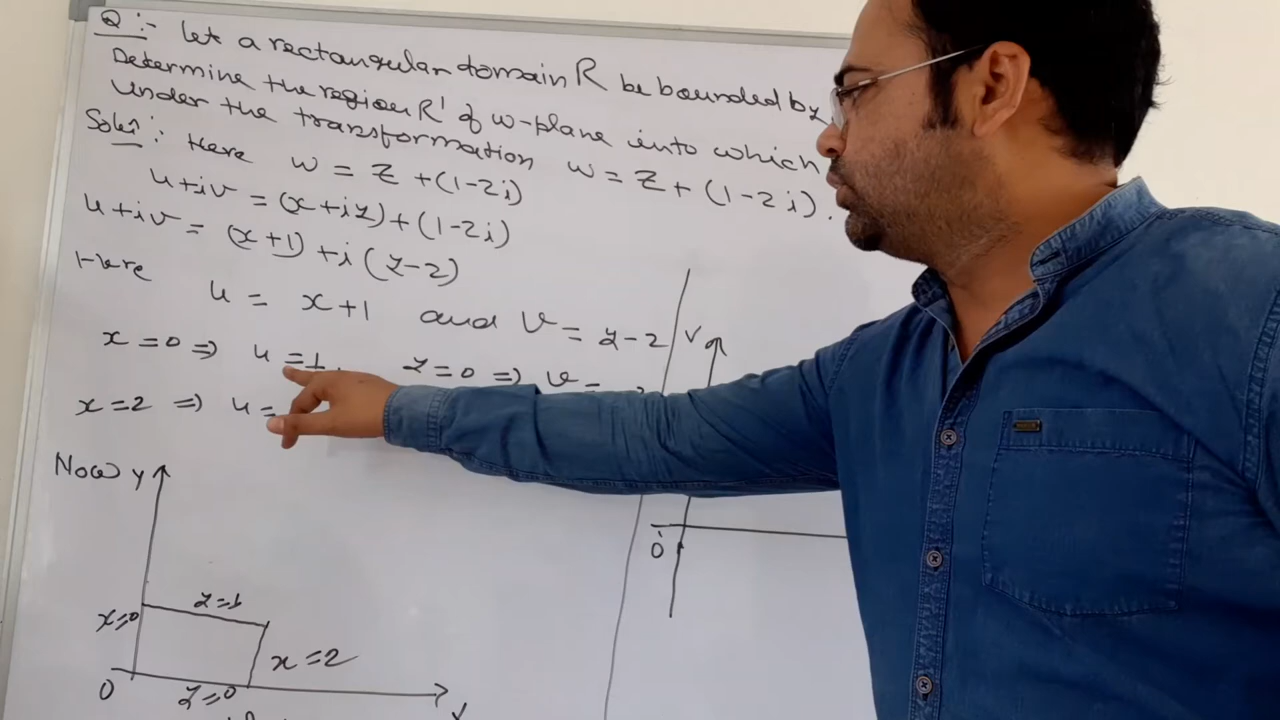 Q :- Let a rectangular domain R be bounded by
Determine the region R' of w-plane into which
under the transformation w = z + (1-2i).
Soln : Here w = z + (1-2i)
u+iv = (x+iy)+(1-2i)
u+iv = (x+1) +i (y-2)
Here
u = x+1 and v = y-2
x=0 => u=1, y=0 => v=
x=2 => u=
Now y
y=1
x=0
x=2
0 y=0
v
0